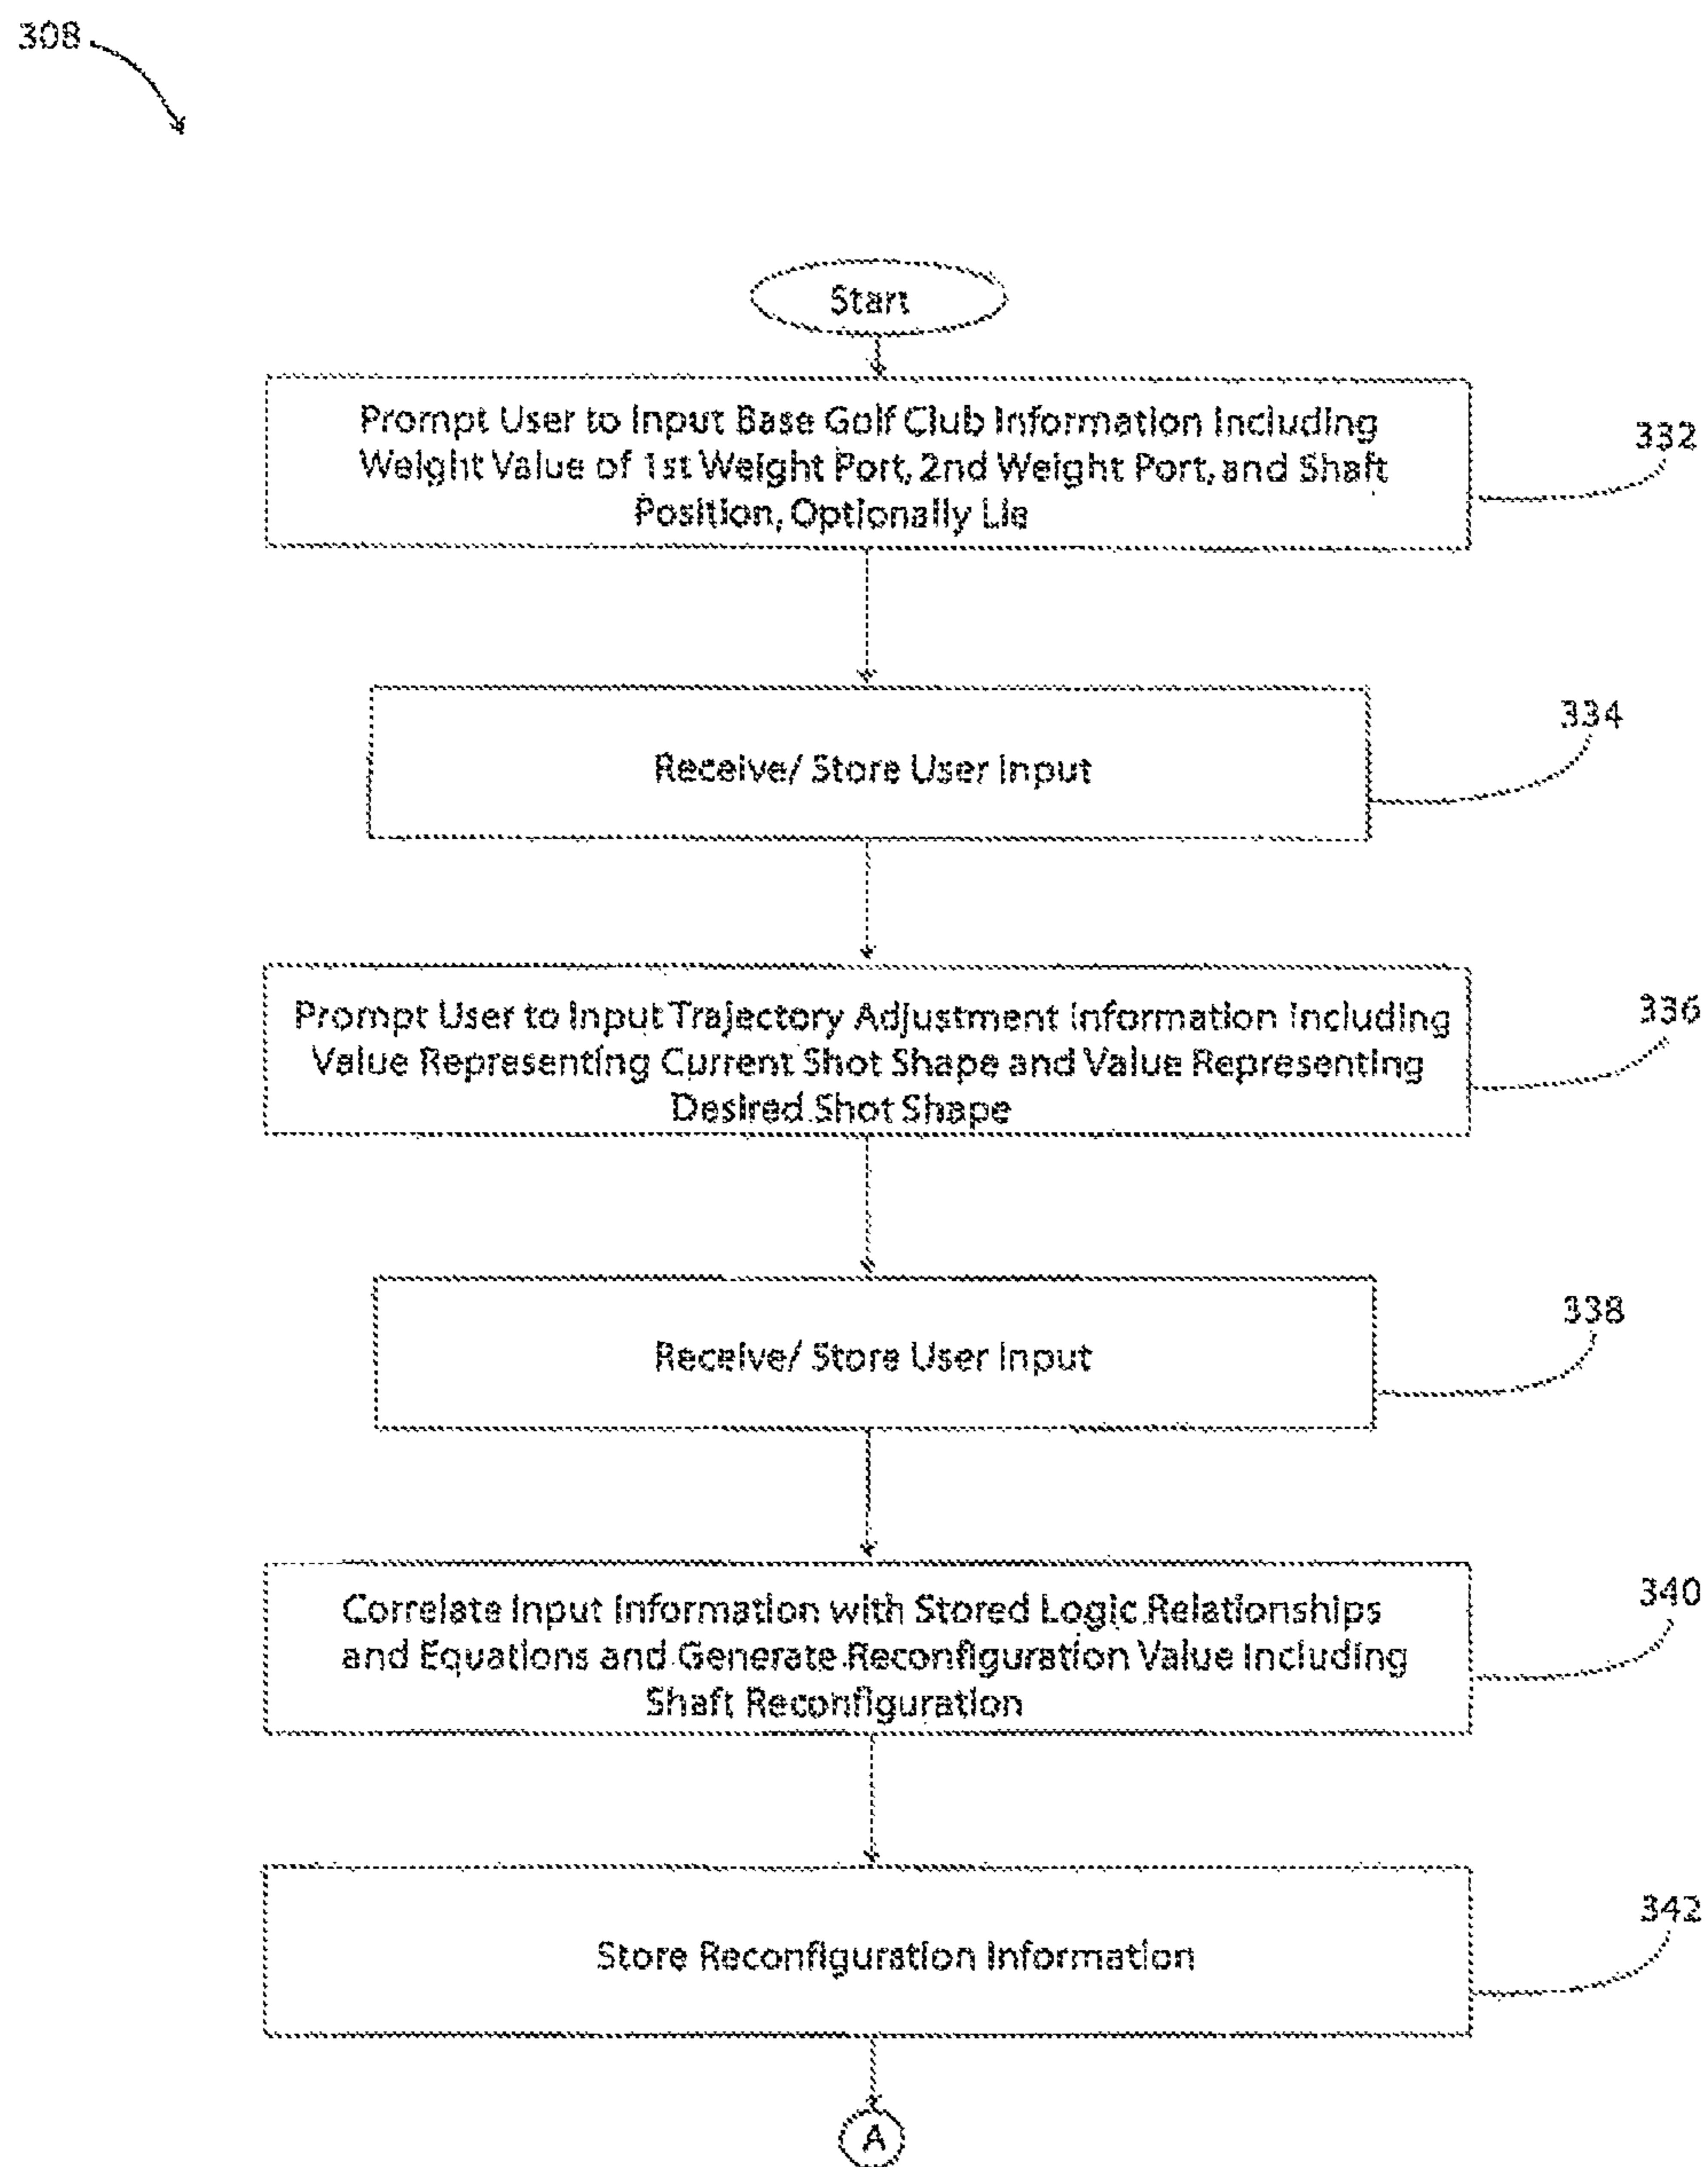 308
Start
Prompt User to Input Base Golf Club Information Including
Weight Value of 1st Weight Port, 2nd Weight Port, and Shaft
Position, Optionally Lie
332
Receive/ Store User Input
334
Prompt User to Input Trajectory Adjustment Information Including
Value Representing Current Shot Shape and Value Representing
Desired Shot Shape
336
Receive/ Store User Input
338
Correlate Input Information with Stored Logic Relationships
and Equations and Generate Reconfiguration Value Including
Shaft Reconfiguration
340
Store Reconfiguration Information
342
A